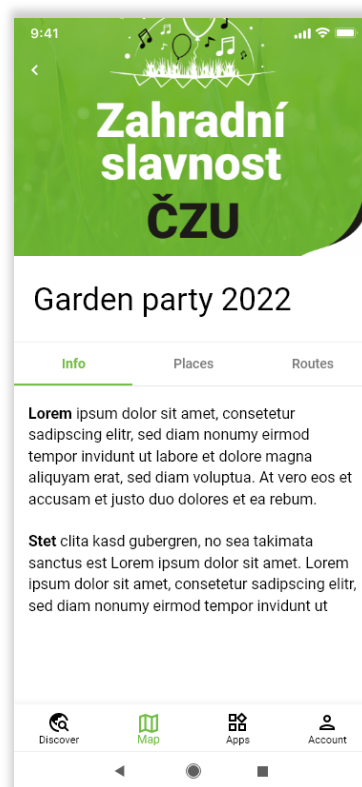 9:41
Zahradní
slavnost
ČZU
Garden party 2022
Info Places Routes
Lorem ipsum dolor sit amet, consetetur
sadipscing elitr, sed diam nonumy eirmod
tempor invidunt ut labore et dolore magna
aliquyam erat, sed diam voluptua. At vero eos et
accusam et justo duo dolores et ea rebum.
Stet clita kasd gubergren, no sea takimata
sanctus est Lorem ipsum dolor sit amet. Lorem
ipsum dolor sit amet, consetetur sadipscing elitr,
sed diam nonumy eirmod tempor invidunt ut
Discover Map Apps Account